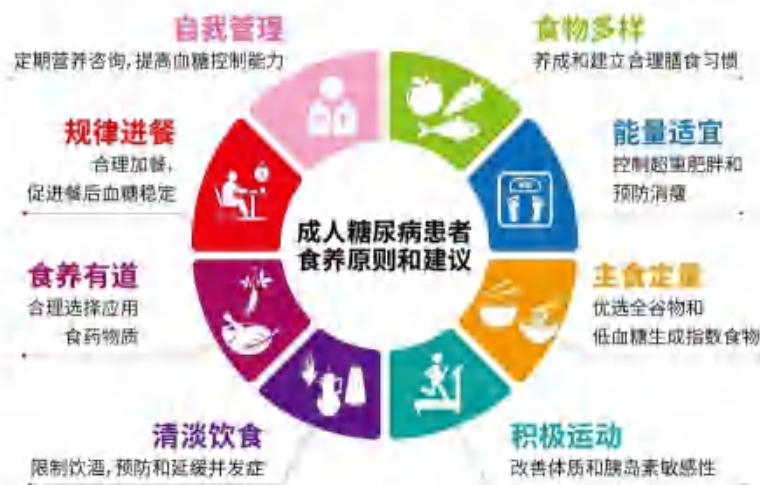 自我管理
定期营养咨询,提高血糖控制能力
食物多样
养成和建立合理膳食习惯
规律进餐
合理加餐,
促进餐后血糖稳定
能量适宜
控制超重肥胖和
预防消瘦
成人糖尿病患者
食养原则和建议
食养有道
合理选择应用
食药物质
主食定量
优选全谷物和
低血糖生成指数食物
清淡饮食
限制饮酒,预防和延缓并发症
积极运动
改善体质和胰岛素敏感性